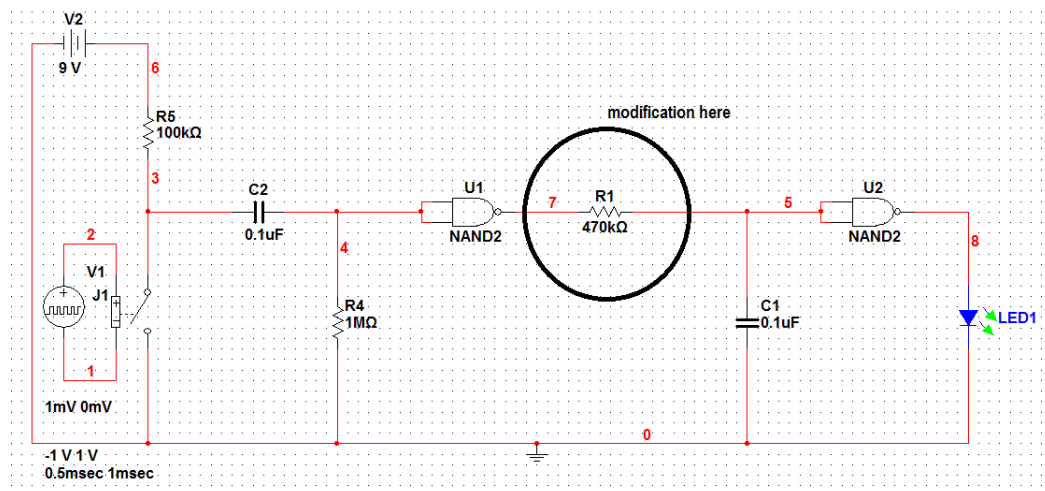 V2
9 V
6
R5
100kΩ
modification here
3
C2
0.1uF
U1
NAND2
7
R1
470kΩ
5
U2
NAND2
2
V1
J1
4
8
R4
1MΩ
C1
0.1uF
LED1
1
1mV 0mV
0
-1 V 1 V
0.5msec 1msec